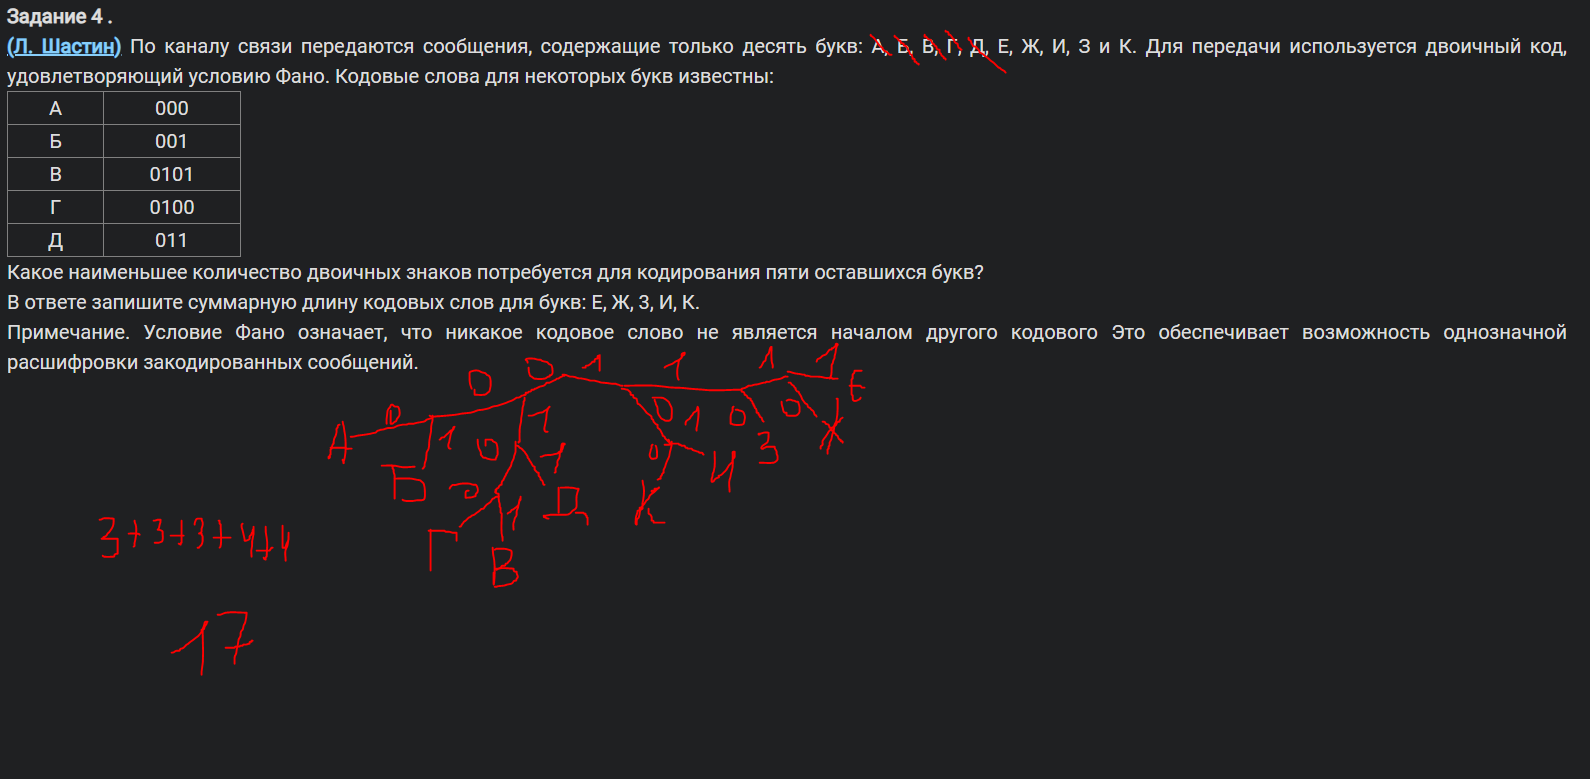 Задание 4 .
(Л. Шастин) По каналу связи передаются сообщения, содержащие только десять букв: А, Б, В, Г, Д, Е, Ж, И, З и К. Для передачи используется двоичный код,
удовлетворяющий условию Фано. Кодовые слова для некоторых букв известны:
А 000
Б 001
В 0101
Г 0100
Д 011
Какое наименьшее количество двоичных знаков потребуется для кодирования пяти оставшихся букв?
В ответе запишите суммарную длину кодовых слов для букв: Е, Ж, З, И, К.
Примечание. Условие Фано означает, что никакое кодовое слово не является началом другого кодового Это обеспечивает возможность однозначной
расшифровки закодированных сообщений.
0 0 1 1 1 1 Е
0 1 1 0 1 0 0
А 0 1 0 И З Ж
Б 0 1 Д К
Г В
3+3+3+4+4
17